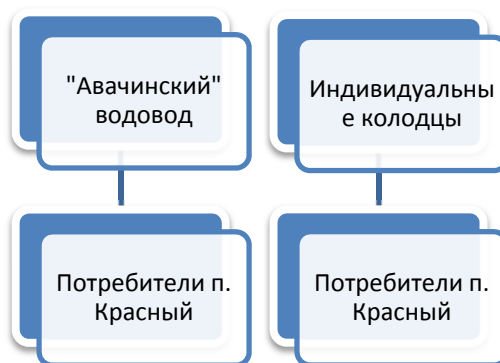 "Авачинский"
водовод
Индивидуальны
е колодцы
Потребители п.
Красный
Потребители п.
Красный